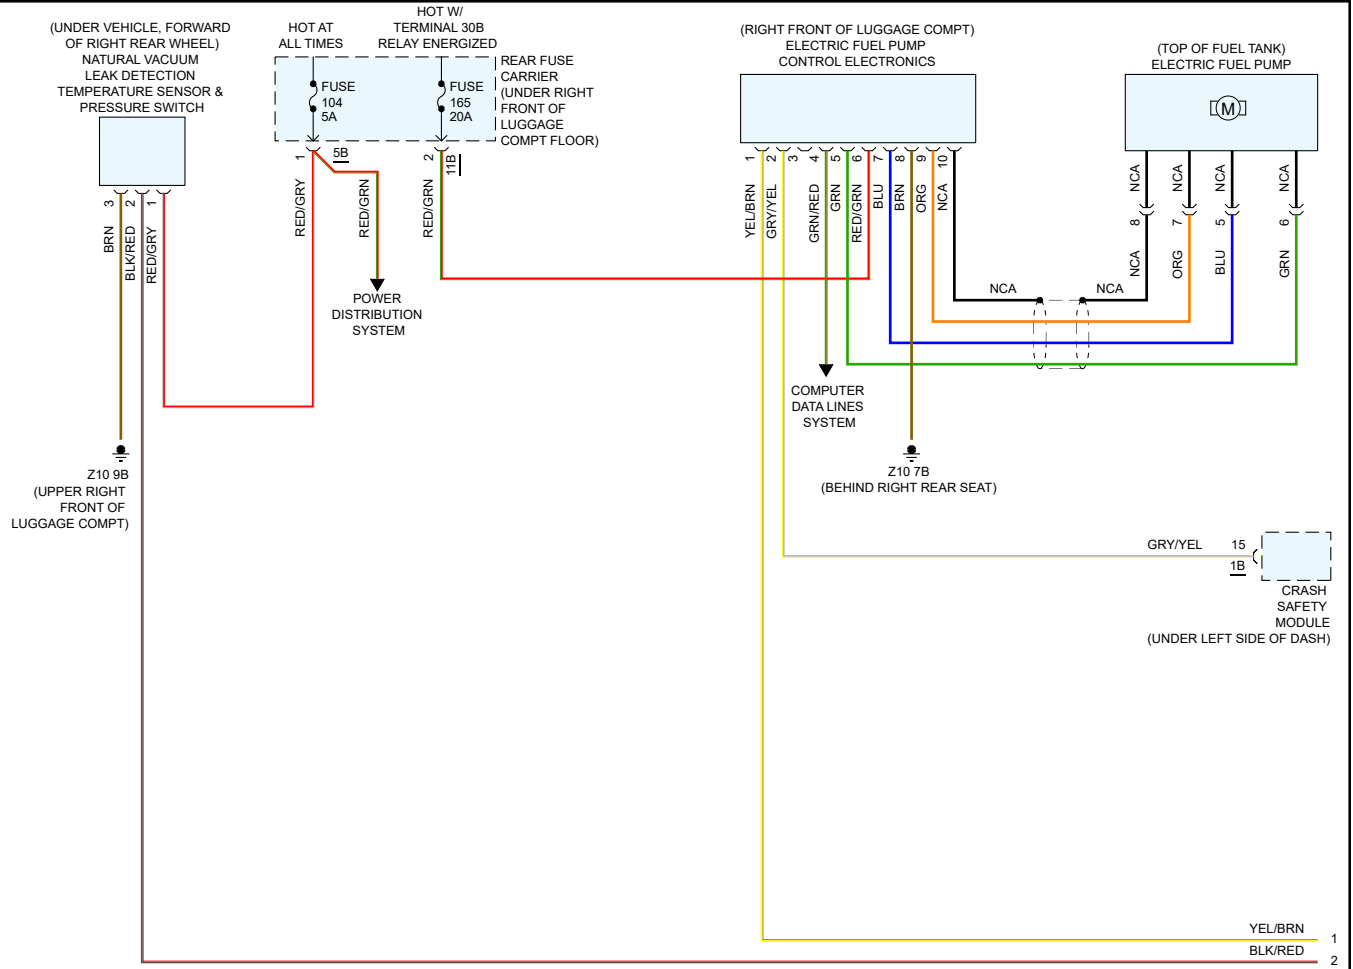 (UNDER VEHICLE, FORWARD
OF RIGHT REAR WHEEL)
NATURAL VACUUM
LEAK DETECTION
TEMPERATURE SENSOR &
PRESSURE SWITCH
3
2
1
BRN
BLK/RED
RED/GRY
Z10 9B
(UPPER RIGHT
FRONT OF
LUGGAGE COMPT)
HOT AT
ALL TIMES
HOT W/
TERMINAL 30B
RELAY ENERGIZED
FUSE
104
5A
FUSE
165
20A
REAR FUSE
CARRIER
(UNDER RIGHT
FRONT OF
LUGGAGE
COMPT FLOOR)
1
5B
2
11B
RED/GRY
RED/GRN
RED/GRN
POWER
DISTRIBUTION
SYSTEM
(RIGHT FRONT OF LUGGAGE COMPT)
ELECTRIC FUEL PUMP
CONTROL ELECTRONICS
1
2
3
4
5
6
7
8
9
10
YEL/BRN
GRY/YEL
GRN/RED
GRN
RED/GRN
BLU
BRN
ORG
NCA
COMPUTER
DATA LINES
SYSTEM
Z10 7B
(BEHIND RIGHT REAR SEAT)
(TOP OF FUEL TANK)
ELECTRIC FUEL PUMP
M
NCA
NCA
NCA
NCA
8
7
5
6
NCA
ORG
BLU
GRN
NCA
NCA
GRY/YEL
15
1B
CRASH
SAFETY
MODULE
(UNDER LEFT SIDE OF DASH)
YEL/BRN
1
BLK/RED
2